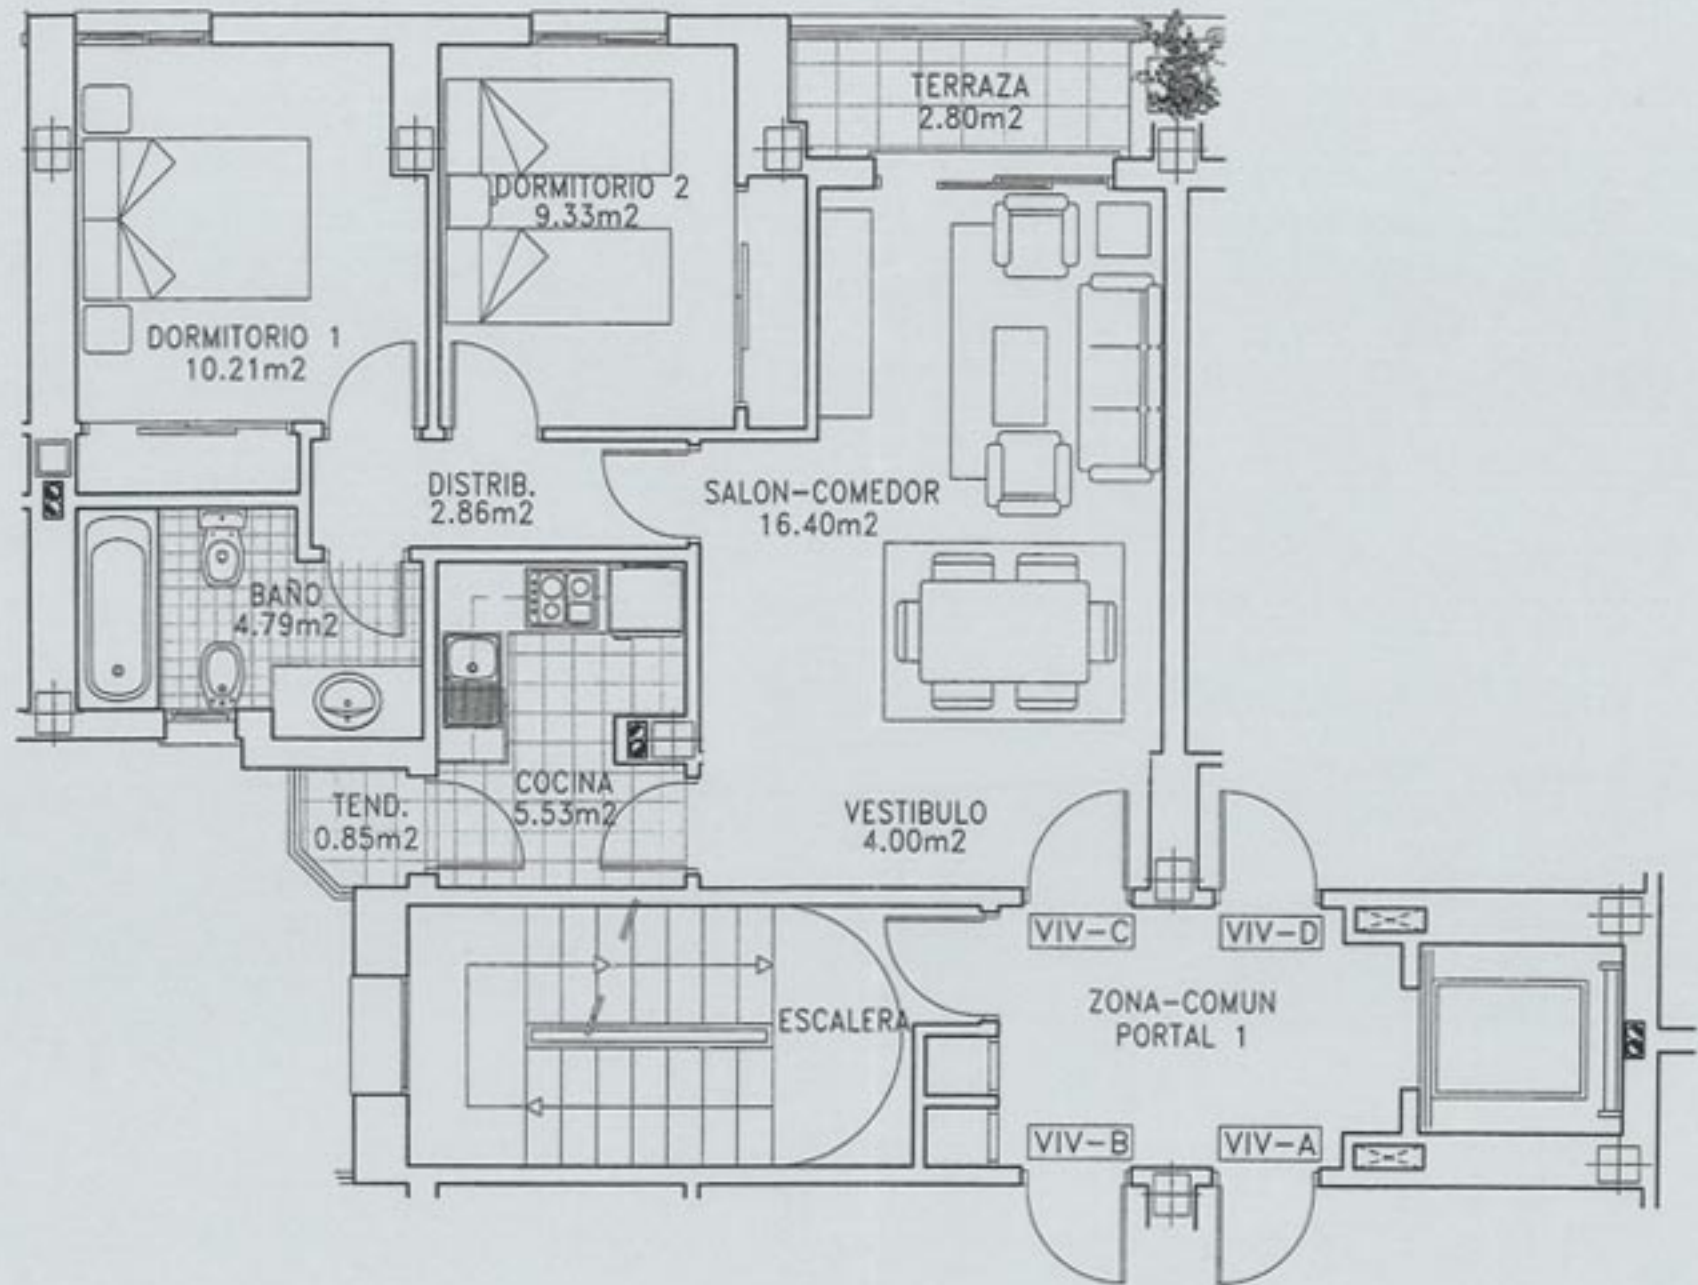 TERRAZA
2.80m2
DORMITORIO 2
9.33m2
DORMITORIO 1
10.21m2
DISTRIB.
2.86m2
SALON-COMEDOR
16.40m2
BAÑO
4.79m2
COCINA
5.53m2
TEND.
0.85m2
VESTIBULO
4.00m2
VIV-C
VIV-D
ESCALERA
ZONA-COMUN
PORTAL 1
VIV-B
VIV-A